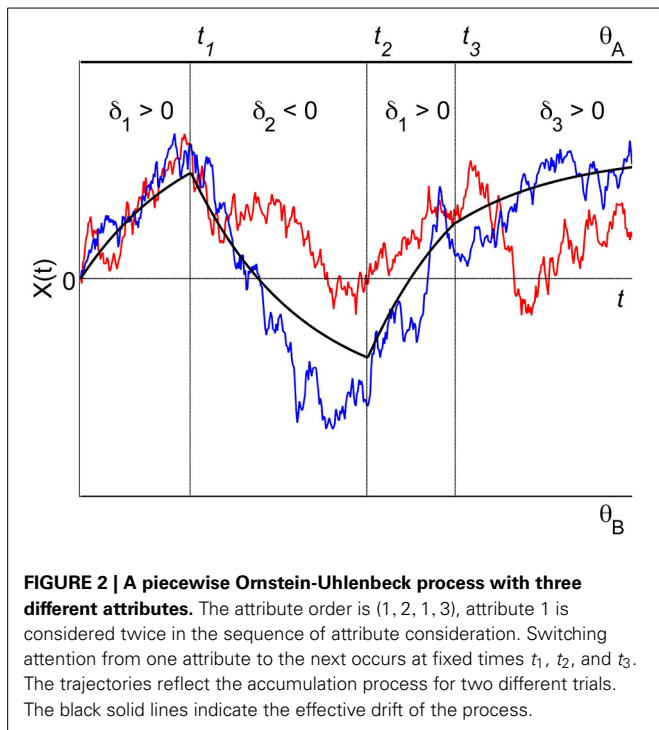 t₁ t₂ t₃ θ_A
δ₁ > 0 δ₂ < 0 δ₁ > 0 δ₃ > 0
X(t)
0
t
θ_B
FIGURE 2 | A piecewise Ornstein-Uhlenbeck process with three
different attributes. The attribute order is (1, 2, 1, 3), attribute 1 is
considered twice in the sequence of attribute consideration. Switching
attention from one attribute to the next occurs at fixed times t₁, t₂, and t₃.
The trajectories reflect the accumulation process for two different trials.
The black solid lines indicate the effective drift of the process.